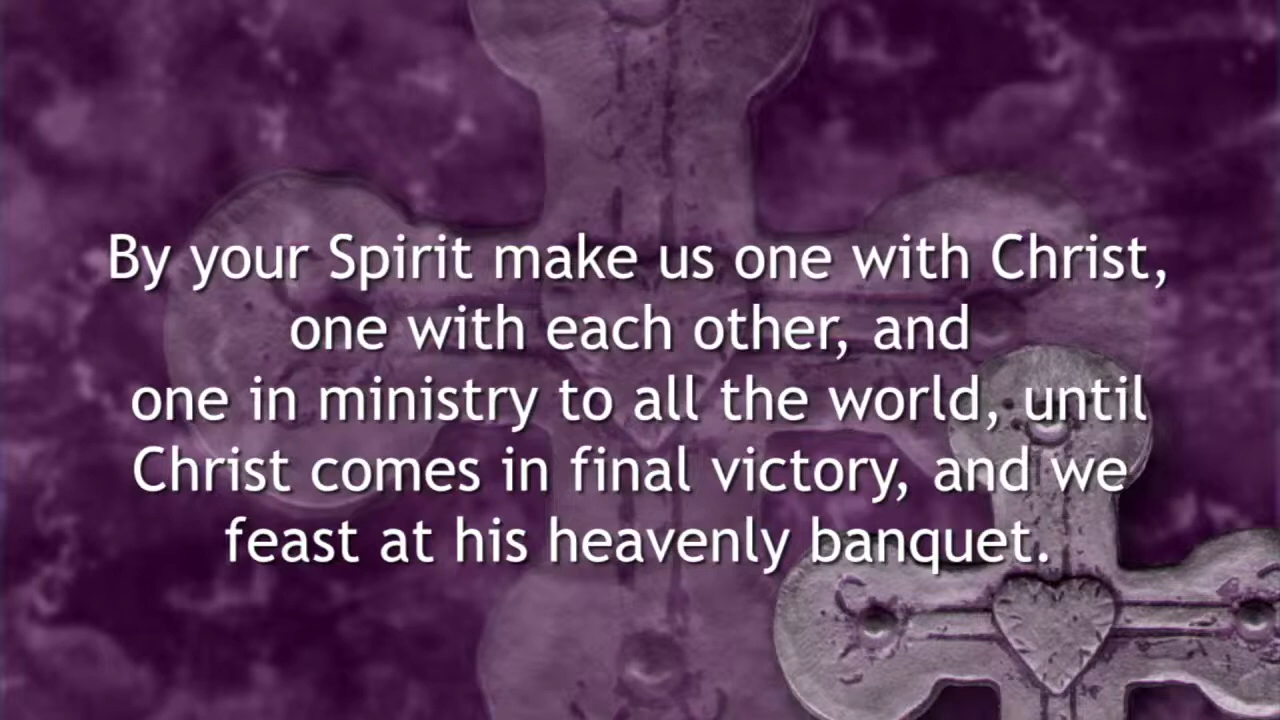 By your Spirit make us one with Christ,
one with each other, and
one in ministry to all the world, until
Christ comes in final victory, and we
feast at his heavenly banquet.